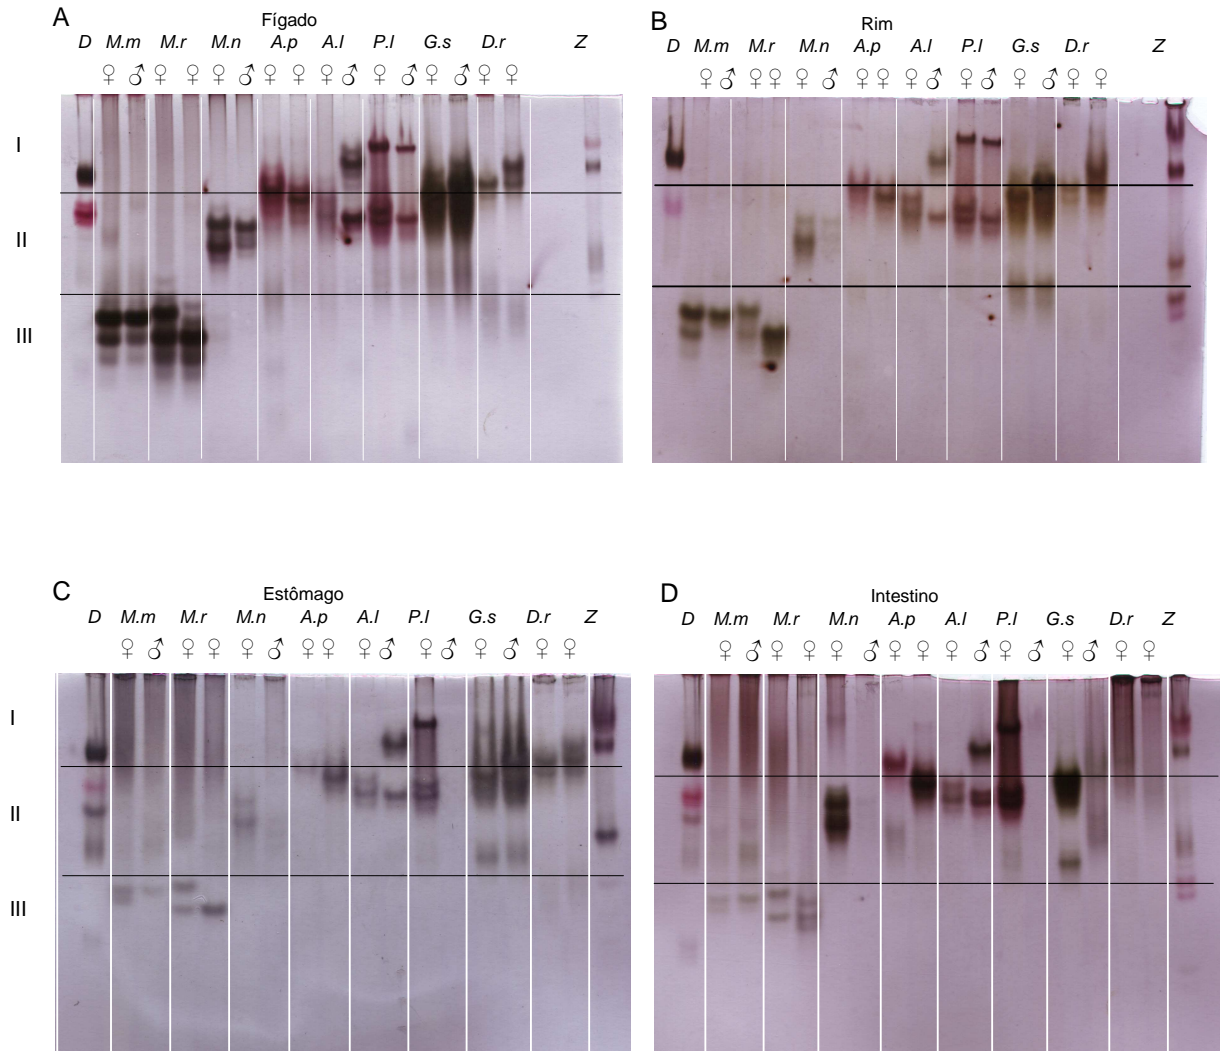 A Fígado
D M.m M.r M.n A.p A.l P.l G.s D.r Z
♀ ♂ ♀ ♀ ♀ ♂ ♀ ♀ ♀ ♂ ♀ ♂ ♀ ♂ ♀ ♀
I
II
III
B Rim
D M.m M.r M.n A.p A.l P.l G.s D.r Z
♀ ♂ ♀ ♀ ♀ ♂ ♀ ♀ ♀ ♂ ♀ ♂ ♀ ♂ ♀ ♀
C Estômago
D M.m M.r M.n A.p A.l P.l G.s D.r Z
♀ ♂ ♀ ♀ ♀ ♂ ♀ ♀ ♀ ♂ ♀ ♂ ♀ ♂ ♀ ♀
I
II
III
D Intestino
D M.m M.r M.n A.p A.l P.l G.s D.r Z
♀ ♂ ♀ ♀ ♀ ♂ ♀ ♀ ♀ ♂ ♀ ♂ ♀ ♂ ♀ ♀